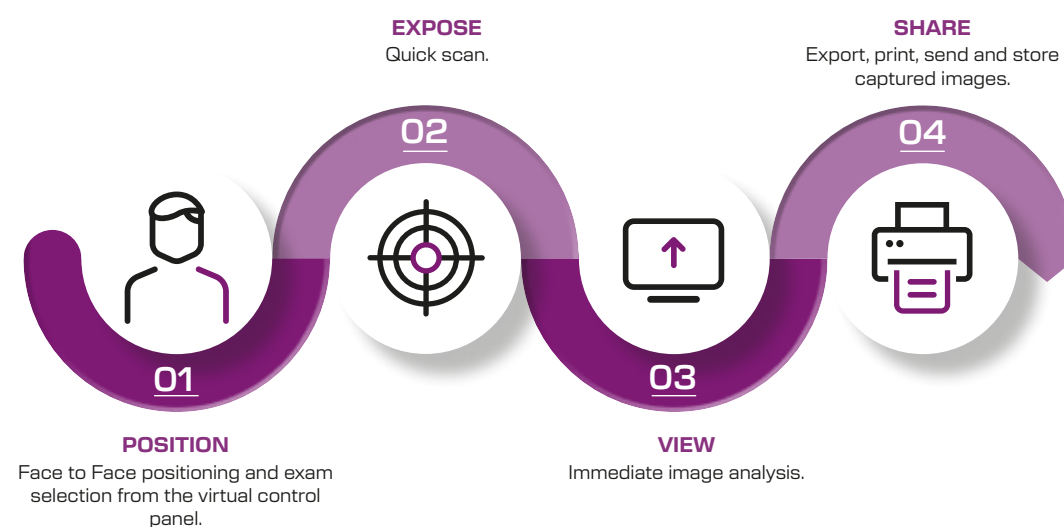 01
POSITION
Face to Face positioning and exam
selection from the virtual control
panel.
EXPOSE
Quick scan.
02
03
VIEW
Immediate image analysis.
SHARE
Export, print, send and store
captured images.
04